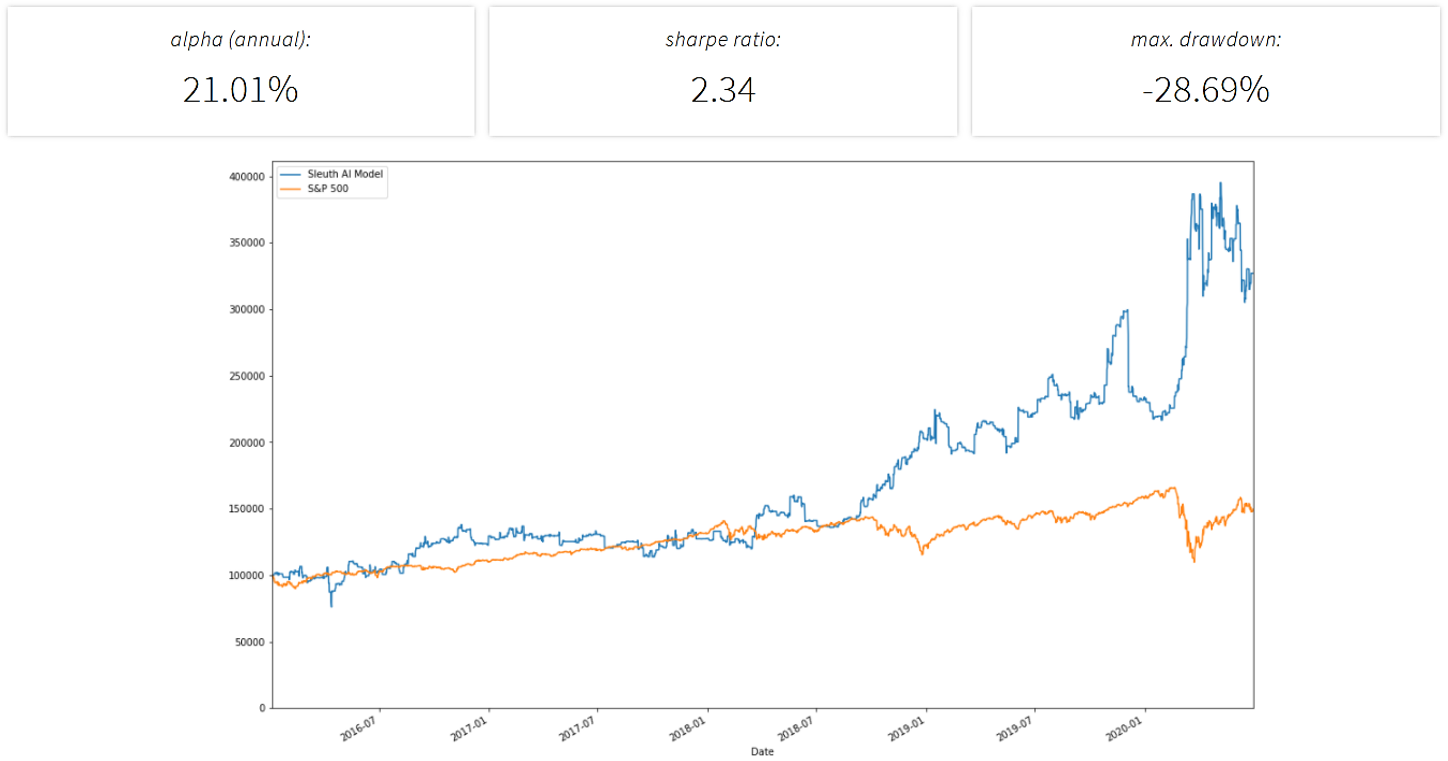 alpha (annual): sharpe ratio: max. drawdown:
21.01% 2.34 -28.69%
Sleuth AI Model
S&P 500
400000
350000
300000
250000
200000
150000
100000
50000
0
2016-07 2017-01 2017-07 2018-01 2018-07 2019-01 2019-07 2020-01
Date